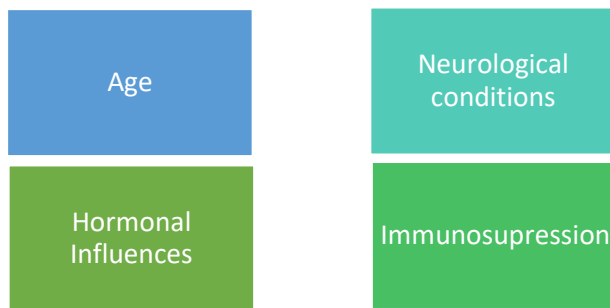 Age
Neurological
conditions
Hormonal
Influences
Immunosupression